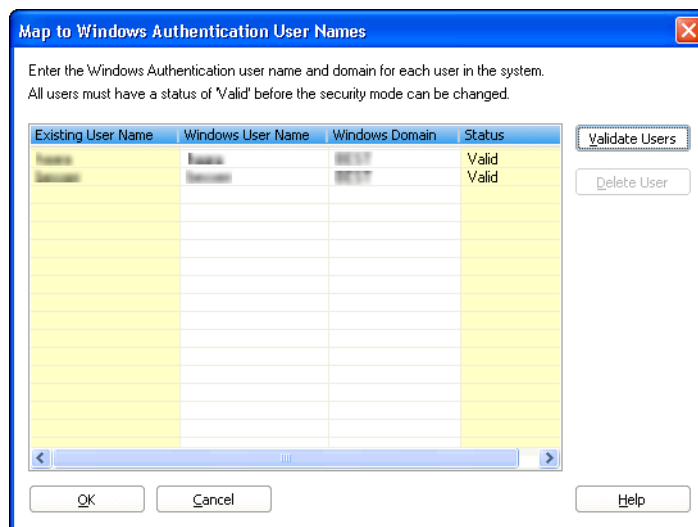 Map to Windows Authentication User Names
Enter the Windows Authentication user name and domain for each user in the system.
All users must have a status of 'Valid' before the security mode can be changed.
Existing User Name Windows User Name Windows Domain Status
Valid
Valid
Validate Users
Delete User
OK Cancel Help